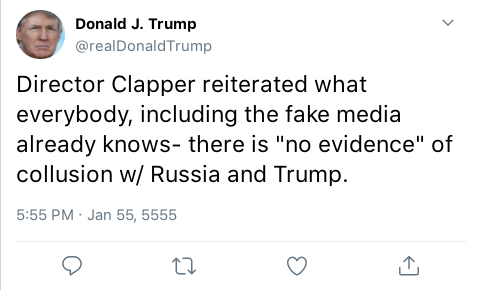 Donald J. Trump
@realDonaldTrump
Director Clapper reiterated what
everybody, including the fake media
already knows- there is "no evidence" of
collusion w/ Russia and Trump.
5:55 PM · Jan 55, 5555